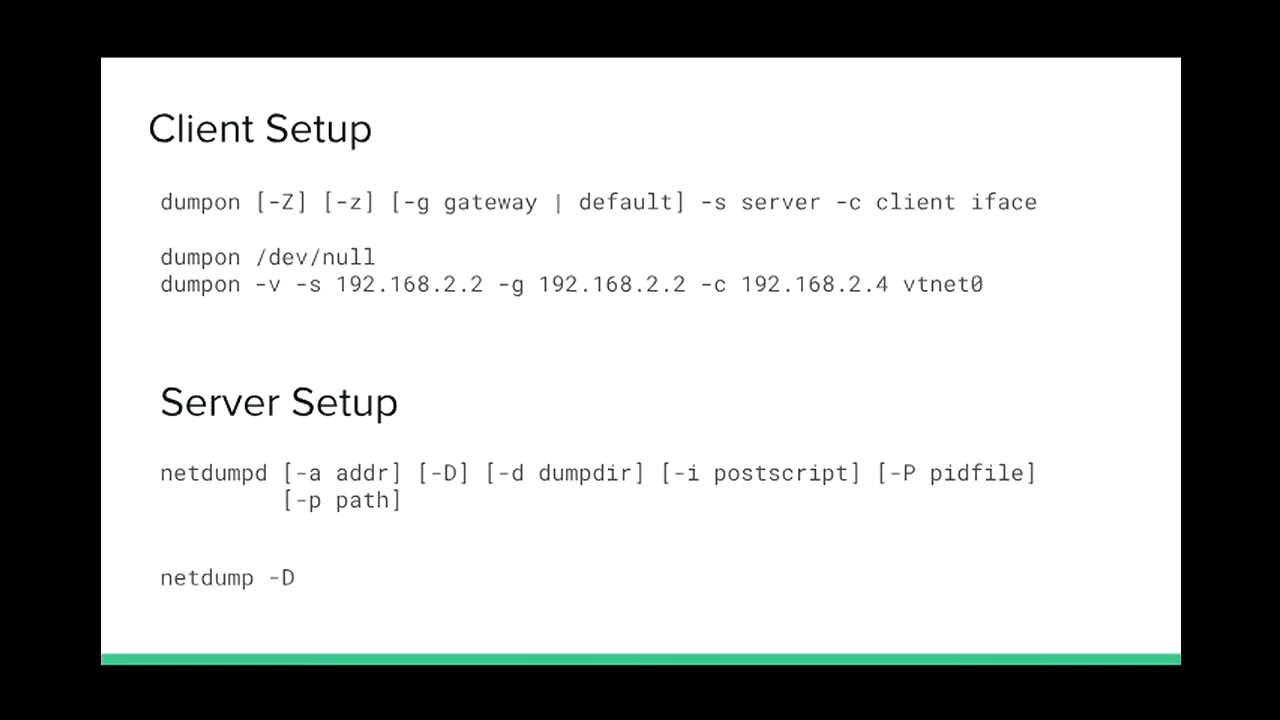 Client Setup
dumpon [-Z] [-z] [-g gateway | default] -s server -c client iface
dumpon /dev/null
dumpon -v -s 192.168.2.2 -g 192.168.2.2 -c 192.168.2.4 vtnet0
Server Setup
netdumpd [-a addr] [-D] [-d dumpdir] [-i postscript] [-P pidfile]
[-p path]
netdump -D